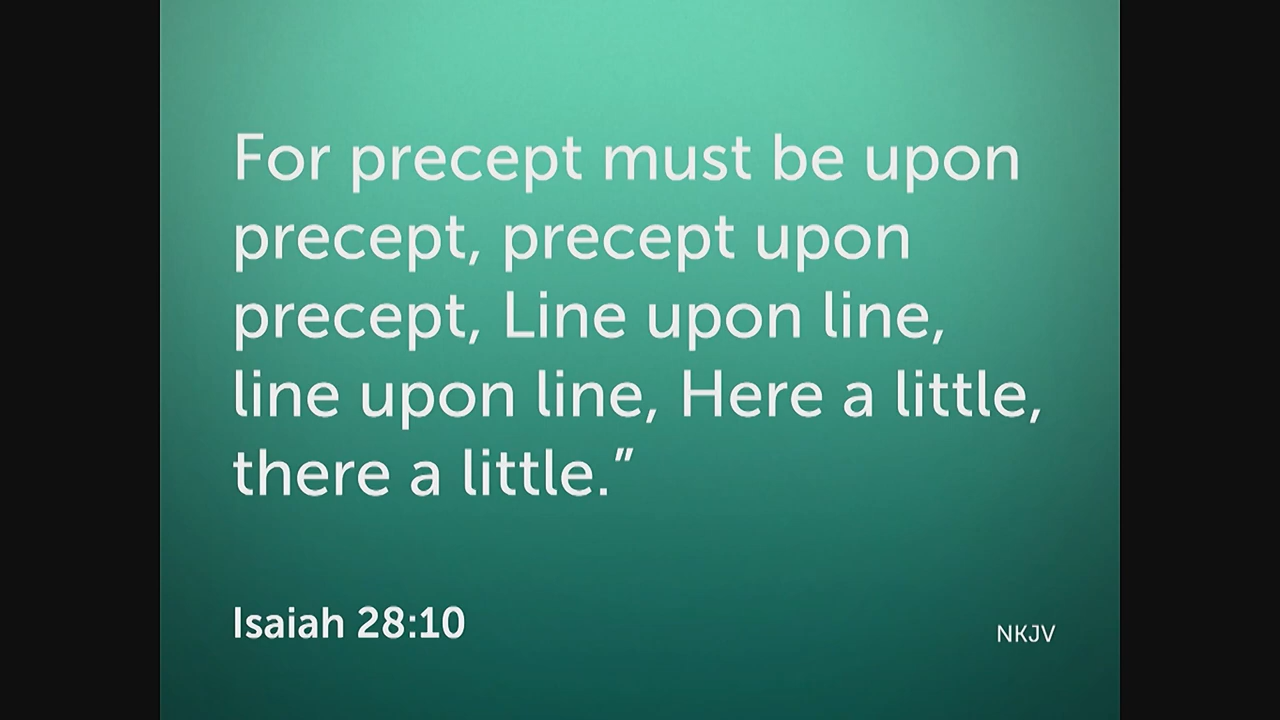 For precept must be upon
precept, precept upon
precept, Line upon line,
line upon line, Here a little,
there a little.”
Isaiah 28:10
NKJV